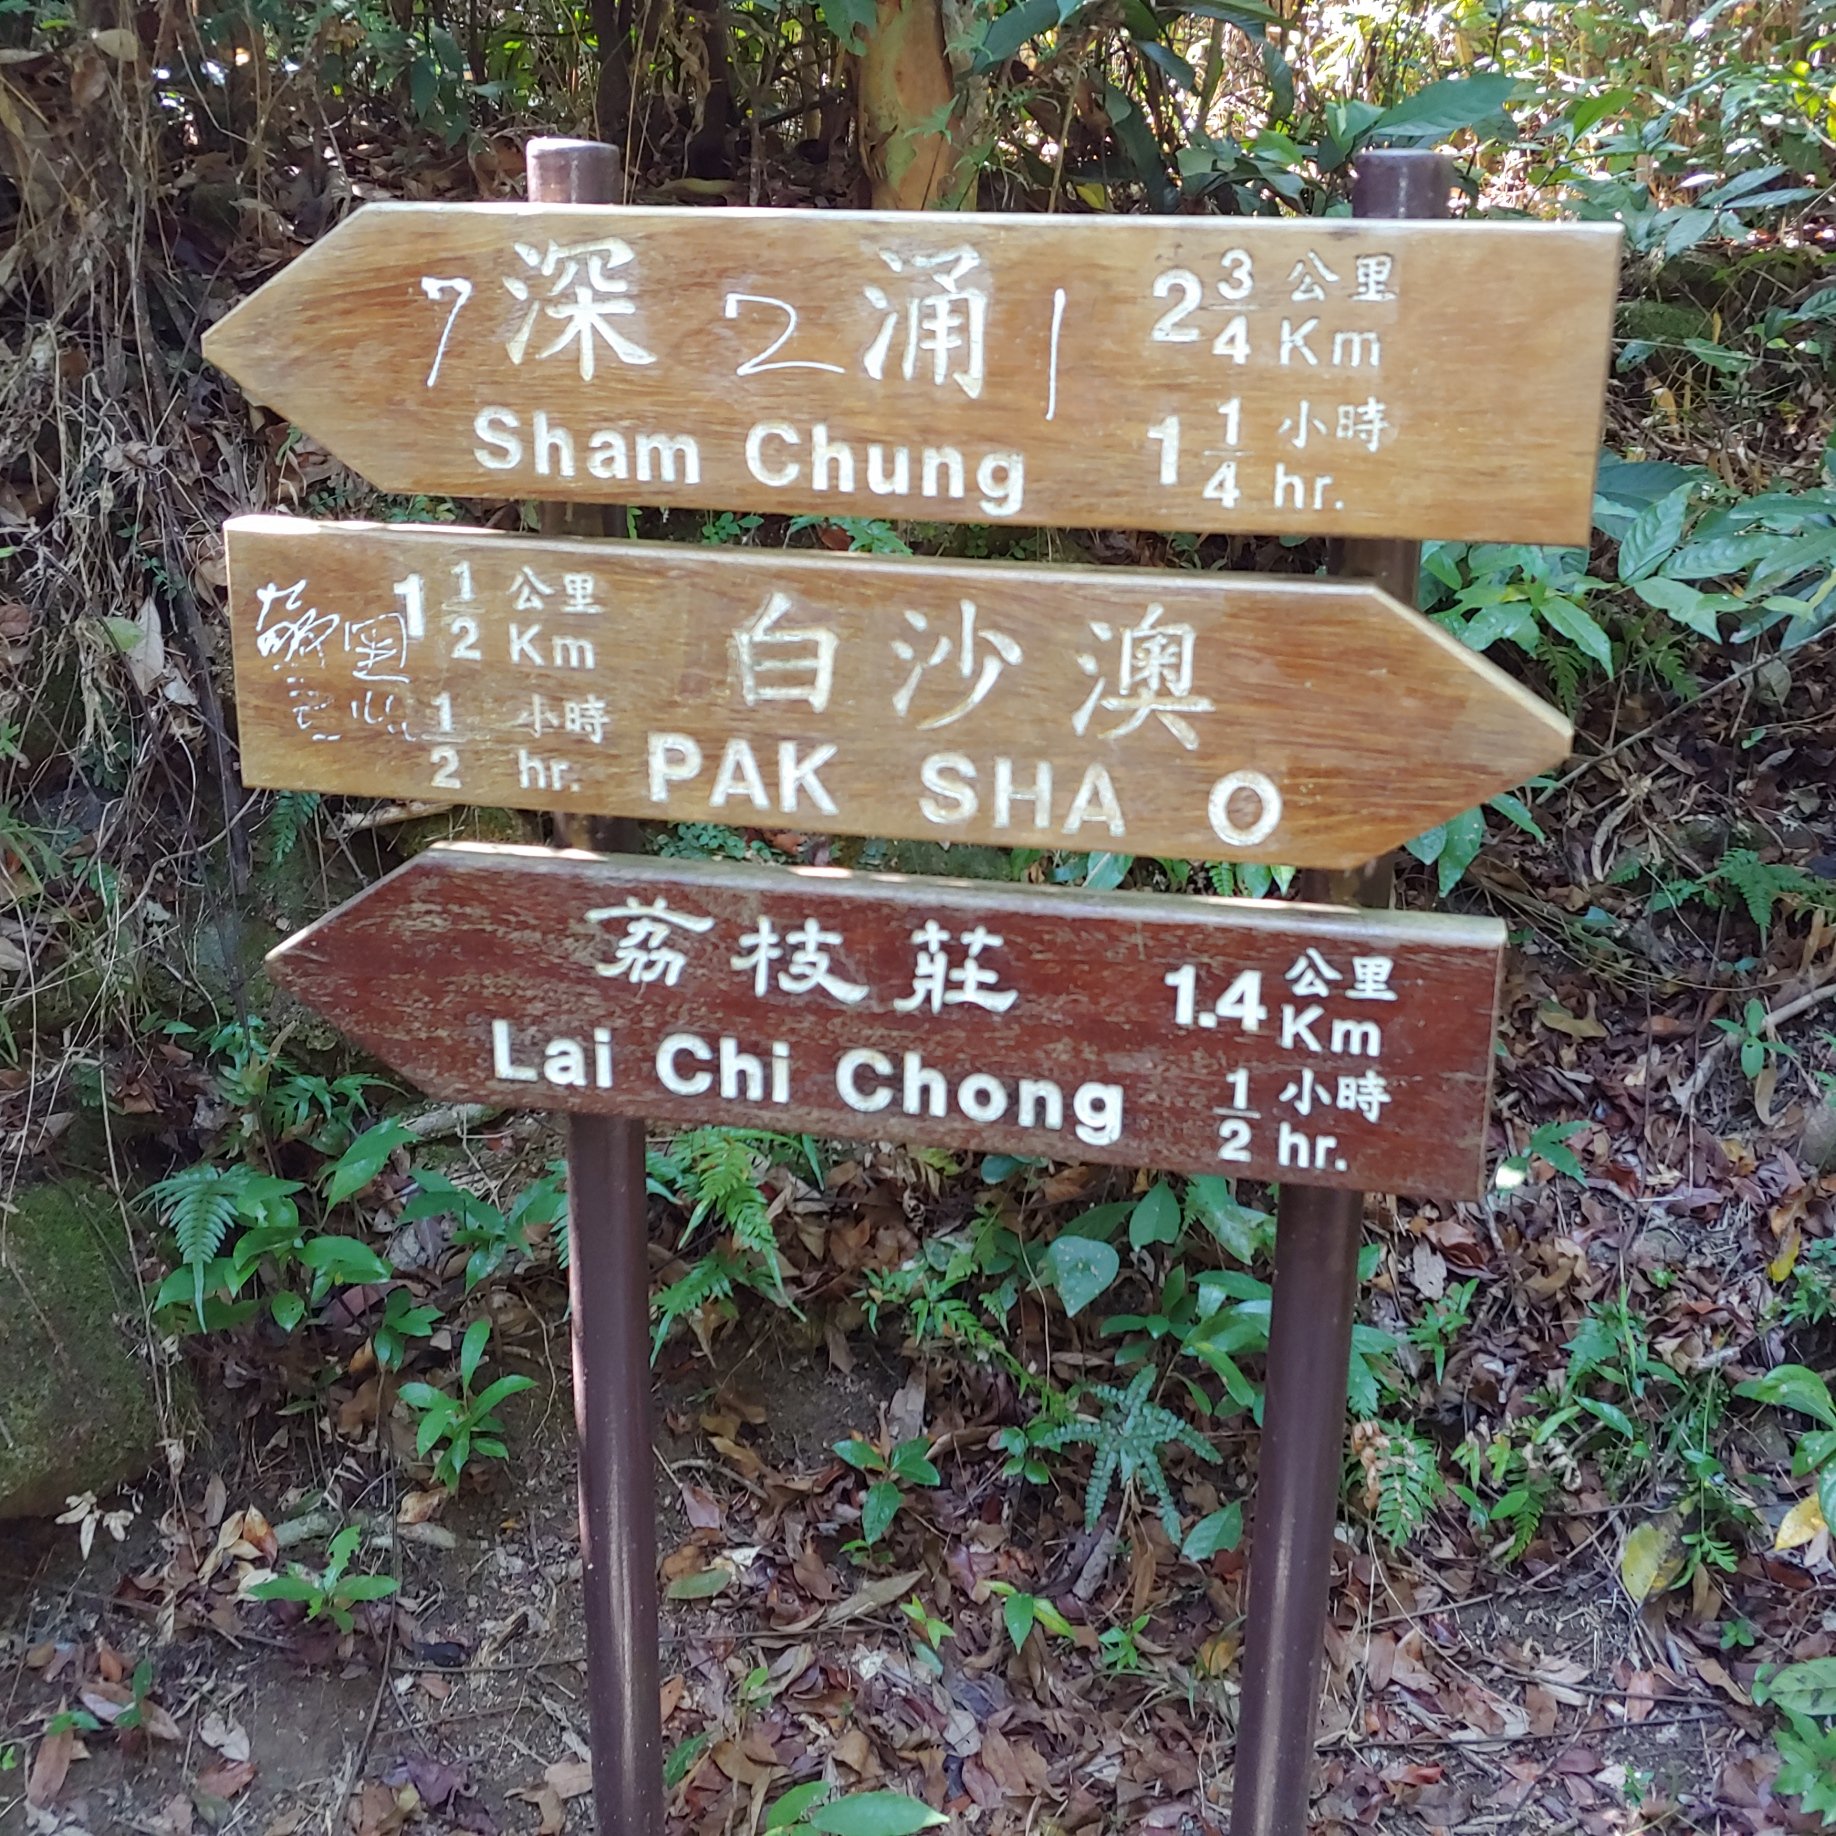 7 深 2 涌 1 2 3/4 公里 Km
Sham Chung 1 1/4 小時 hr.
1 1/2 公里 Km 白沙澳
1/2 小時 hr. PAK SHA O
荔枝莊 1.4 公里 Km
Lai Chi Chong 1/2 小時 hr.